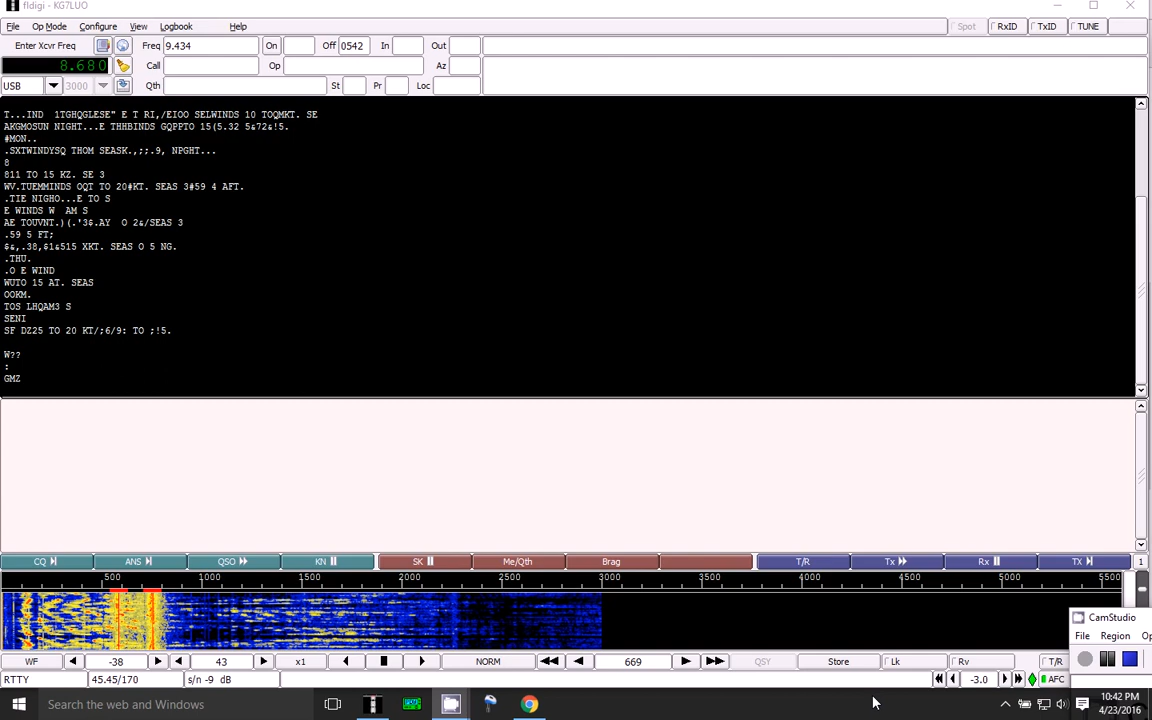 fldigi - KG7LUO
File Op Mode Configure View Logbook Help Spot RxID TxID TUNE
Enter Xcvr Freq Freq 9.434 On Off 0542 In Out
8.680 Call Op Az
USB 3000 Qth St Pr Loc
T...IND 1TGHQGLESE" E T RI,/EIOO SELWINDS 10 TOQMKT. SE
AKGMOSUN NIGHT...E THHBINDS GQPPTO 15(5.32 5&72&!5.
#MON..
.SXTWINDYSQ THOM SEASK.,;;.9, NPGHT...
8
811 TO 15 KZ. SE 3
WV.TUEMMINDS OQT TO 20#KT. SEAS 3#59 4 AFT.
.TIE NIGHO...E TO S
E WINDS W  AM S
AE TOUVNT.)(.'3$.AY  O 2&/SEAS 3
.59 5 FT;
$&,.38,$1&515 XKT. SEAS O 5 NG.
.THU.
.O E WIND
WUTO 15 AT. SEAS
OOKM.
TOS LHQAM3 S
SENI
SF DZ25 TO 20 KT/;6/9: TO ;!5.
W??
:
GMZ
CQ ANS QSO KN SK Me/Qth Brag T/R Tx Rx TX 1
500 1000 1500 2000 2500 3000 3500 4000 4500 5000 5500
CamStudio
File Region
WF -38 43 x1 NORM 669 QSY Store Lk Rv T/R
RTTY 45.45/170 s/n -9 dB -3.0 AFC
Search the web and Windows 10:42 PM
4/23/2016